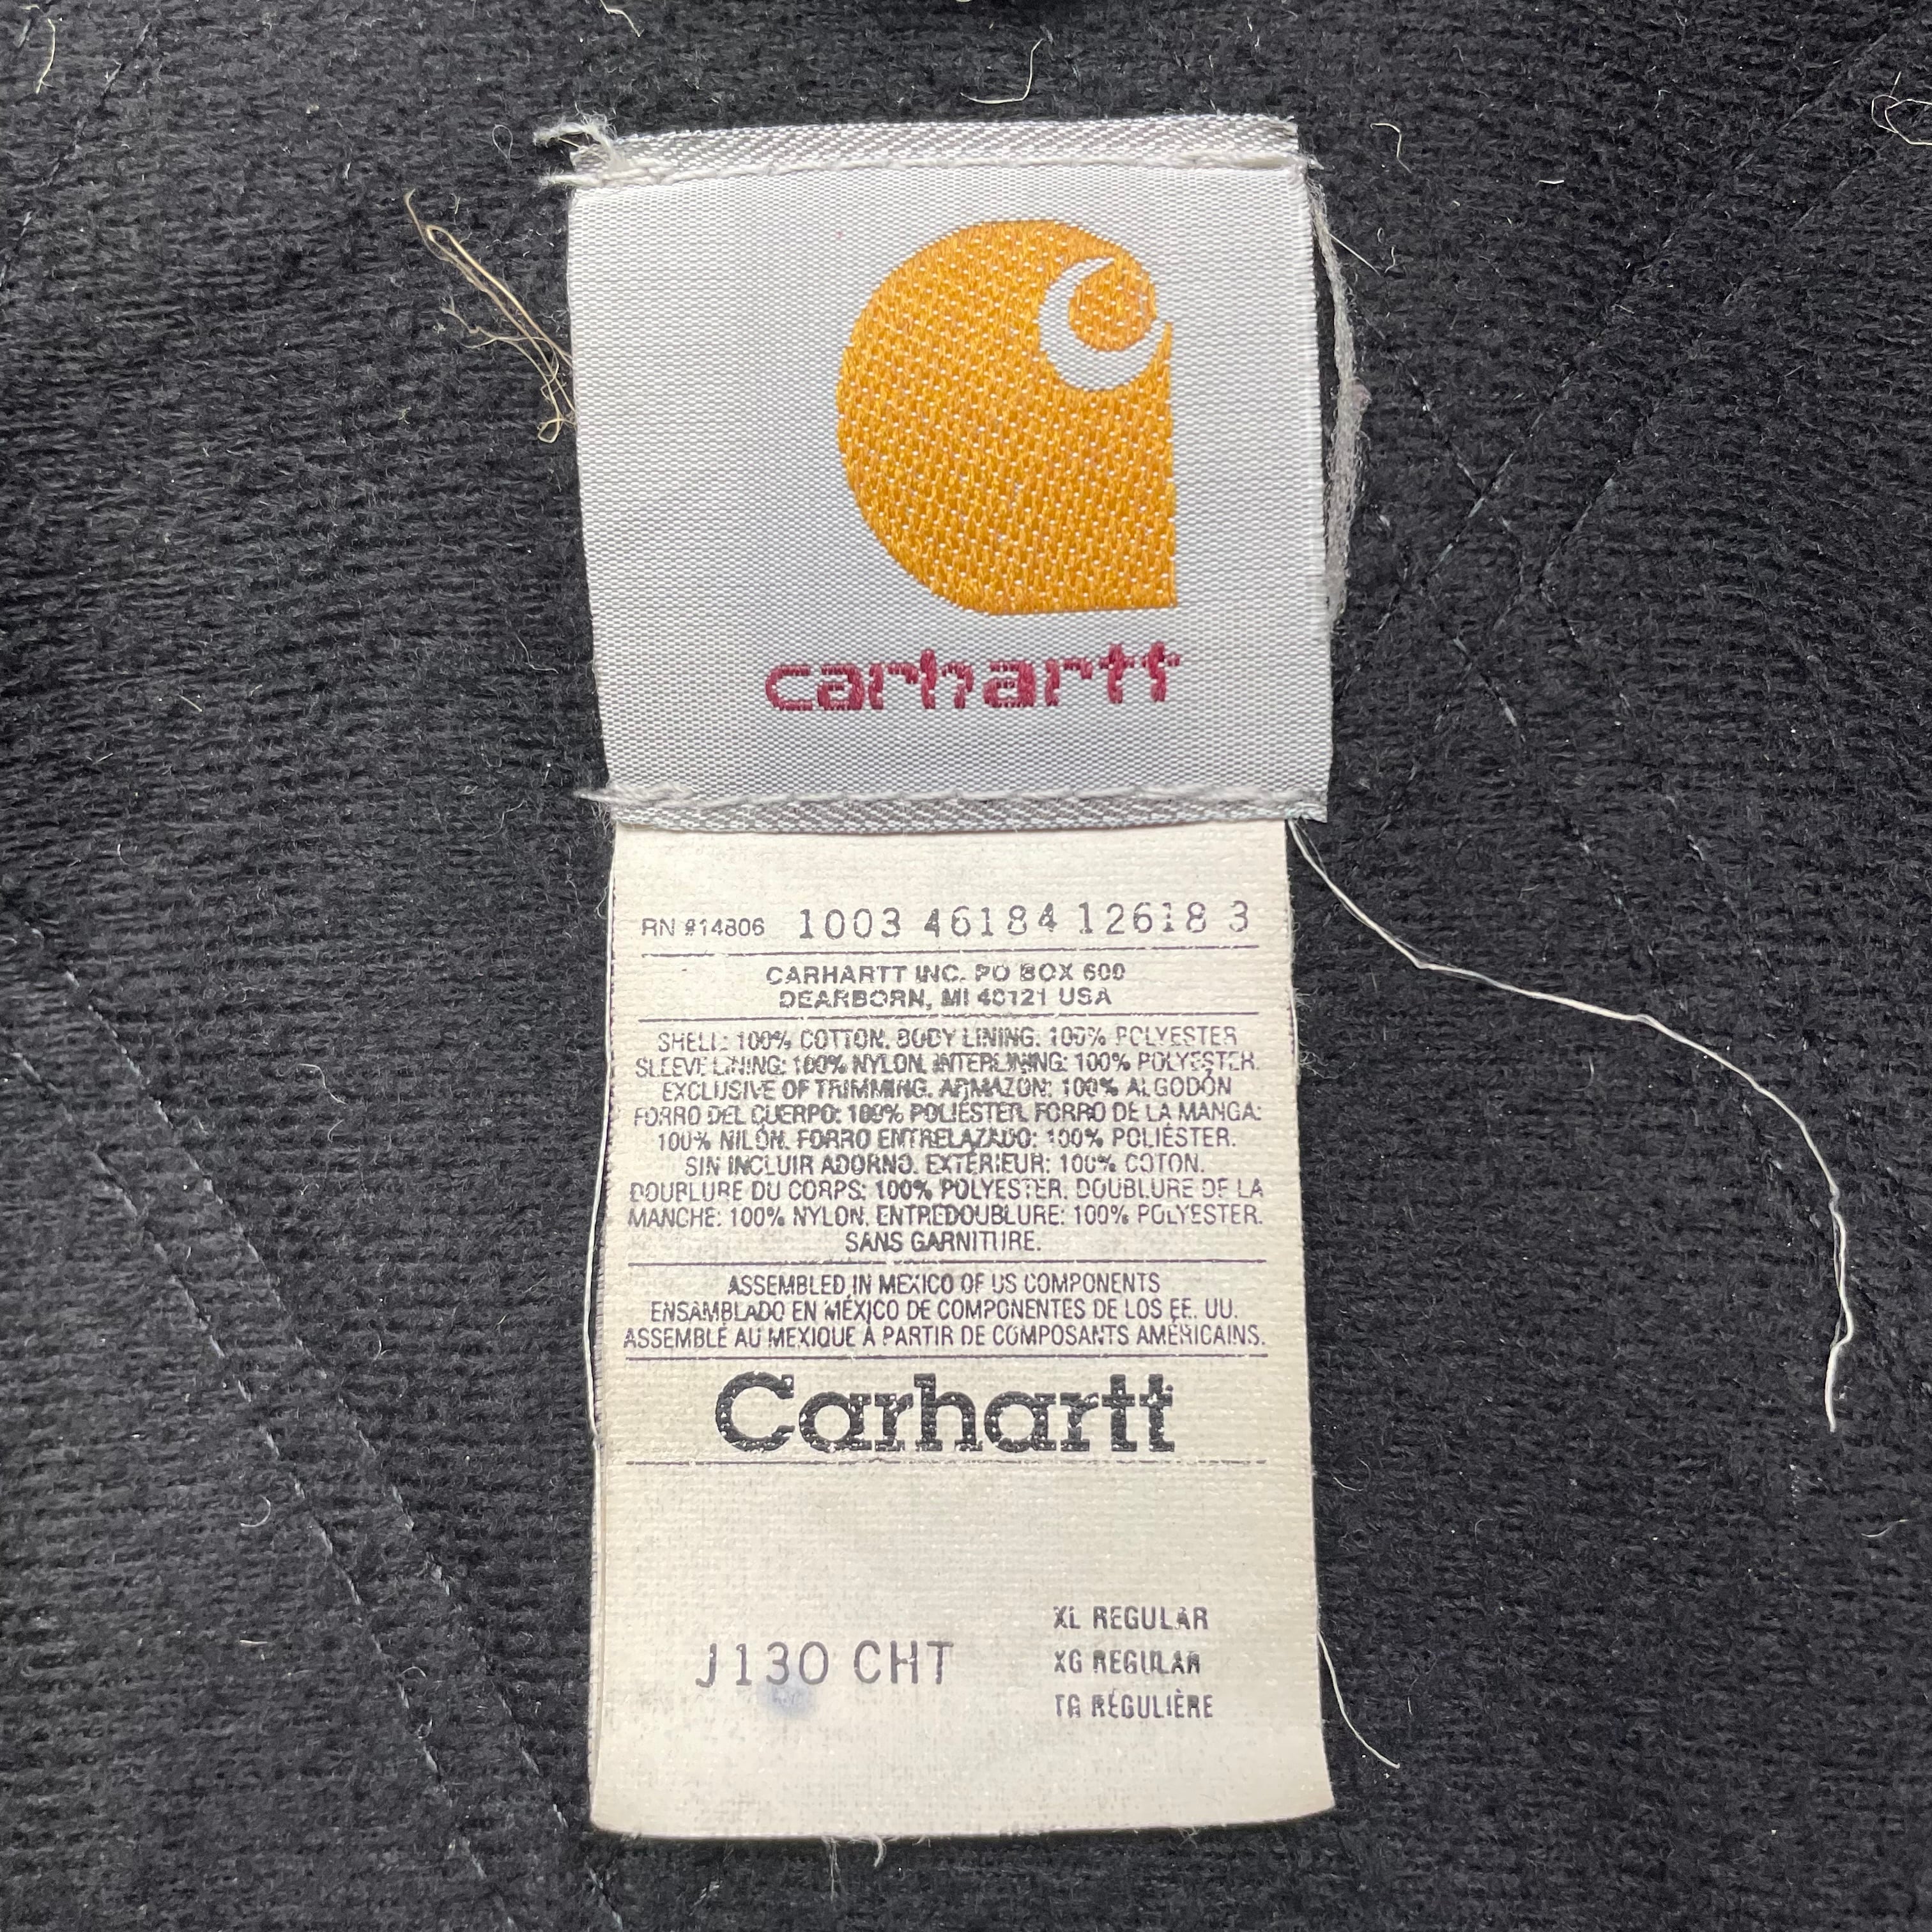 carhartt
RN #14806 1003 46184 12618 3
CARHARTT INC. PO BOX 600
DEARBORN, MI 48121 USA
SHELL: 100% COTTON. BODY LINING: 100% POLYESTER
SLEEVE LINING: 100% NYLON. INTERLINING: 100% POLYESTER.
EXCLUSIVE OF TRIMMING. ARMAZON: 100% ALGODÓN
FORRO DEL CUERPO: 100% POLIÉSTER. FORRO DE LA MANGA:
100% NILÓN. FORRO ENTRELAZADO: 100% POLIÉSTER.
SIN INCLUIR ADORNO. EXTÉRIEUR: 100% COTON.
DOUBLURE DU CORPS: 100% POLYESTER. DOUBLURE DE LA
MANCHE: 100% NYLON. ENTREDOUBLURE: 100% POLYESTER.
SANS GARNITURE.
ASSEMBLED IN MEXICO OF US COMPONENTS
ENSAMBLADO EN MÉXICO DE COMPONENTES DE LOS EE. UU.
ASSEMBLÉ AU MEXIQUE À PARTIR DE COMPOSANTS AMÉRICAINS.
Carhartt
J130 CHT
XL REGULAR
XG REGULAR
TG RÉGULIÈRE